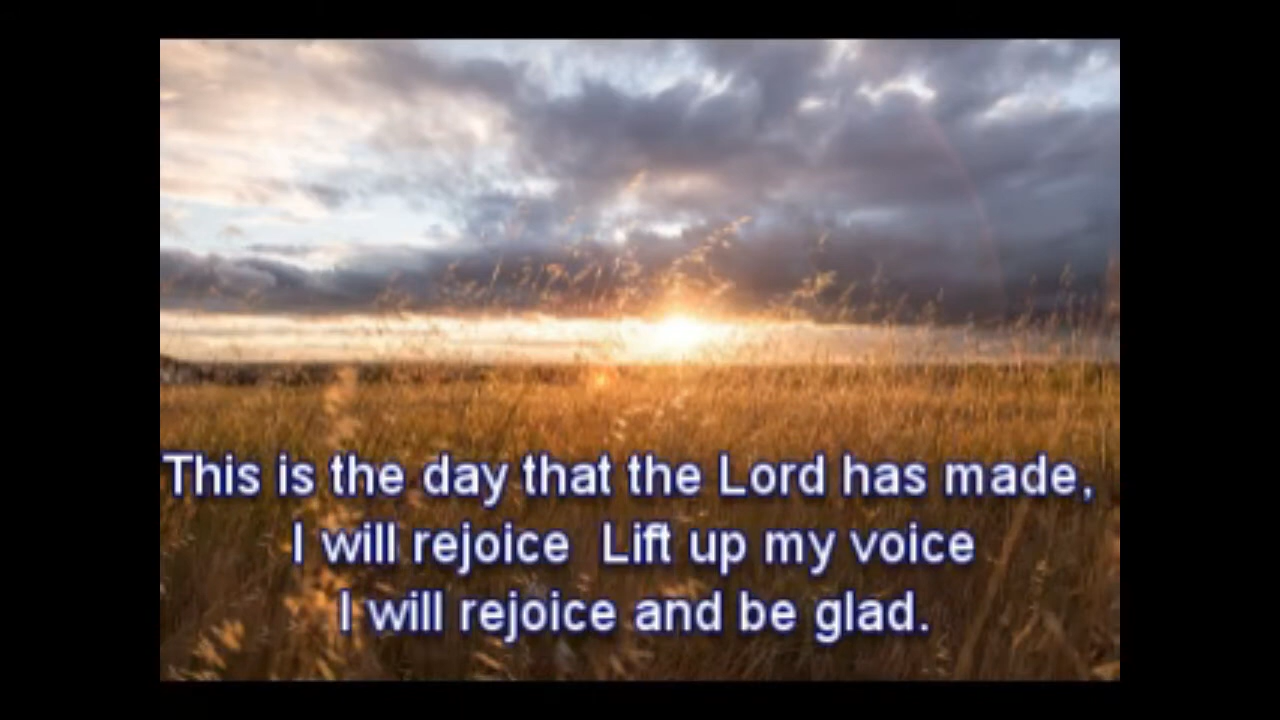 This is the day that the Lord has made,
I will rejoice  Lift up my voice
I will rejoice and be glad.